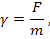 γ = F/m,